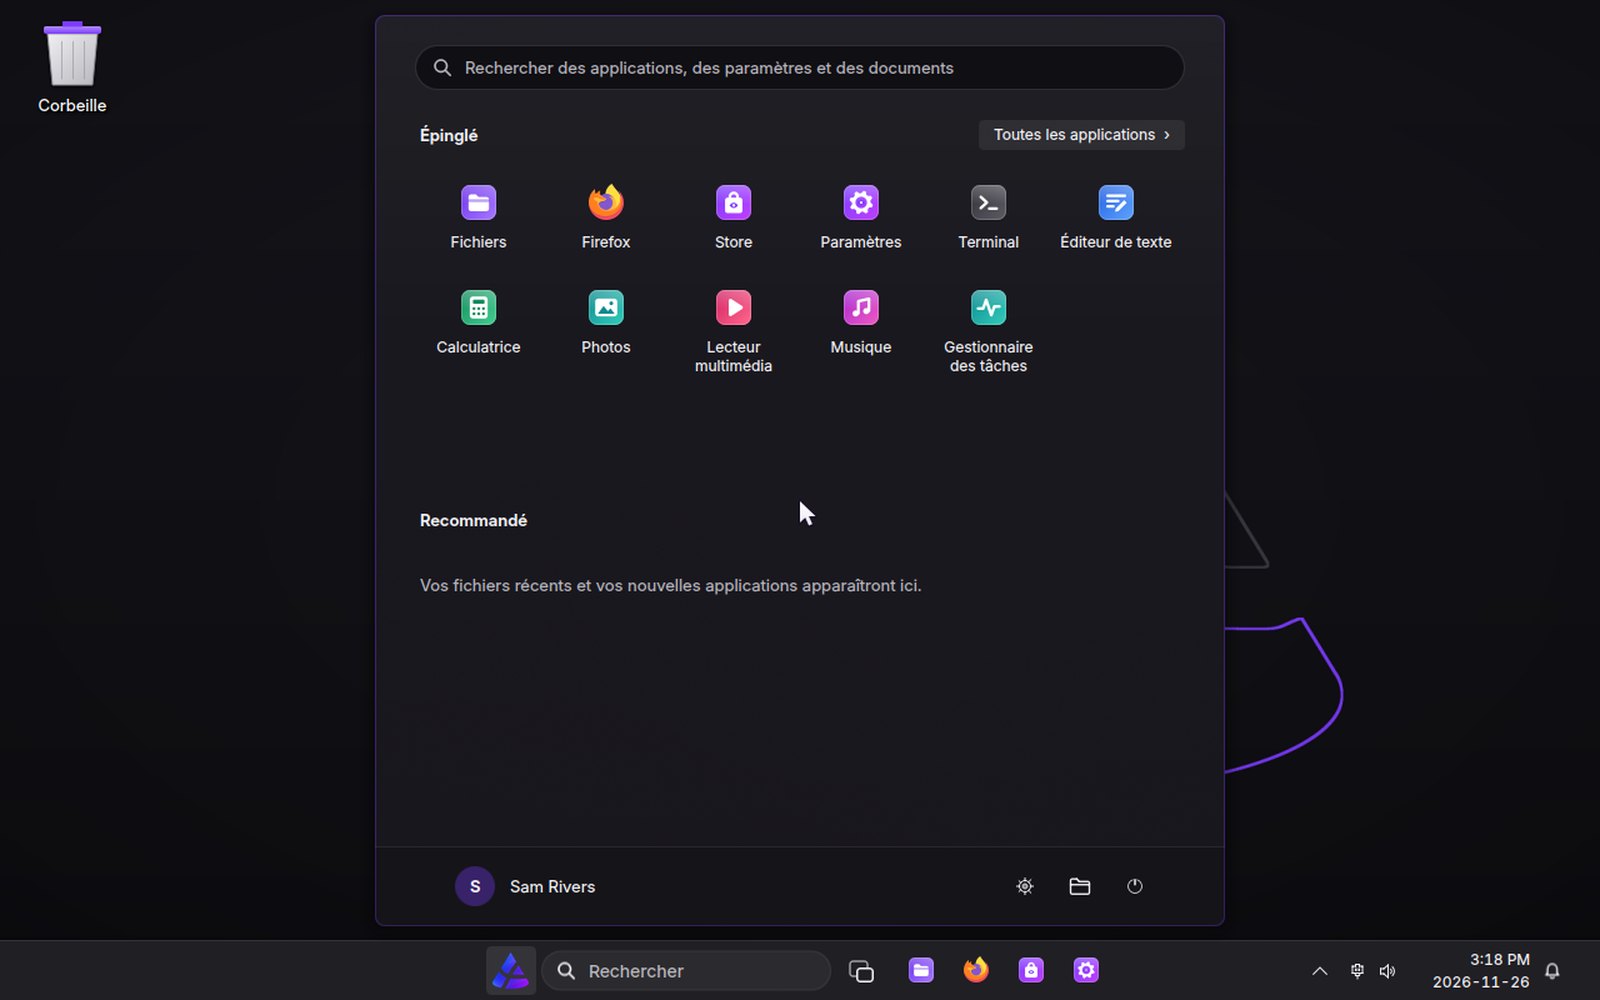 Corbeille
Rechercher des applications, des paramètres et des documents
Épinglé
Toutes les applications ›
Fichiers
Firefox
Store
Paramètres
Terminal
Éditeur de texte
Calculatrice
Photos
Lecteur
multimédia
Musique
Gestionnaire
des tâches
Recommandé
Vos fichiers récents et vos nouvelles applications apparaîtront ici.
S
Sam Rivers
Rechercher
3:18 PM
2026-11-26